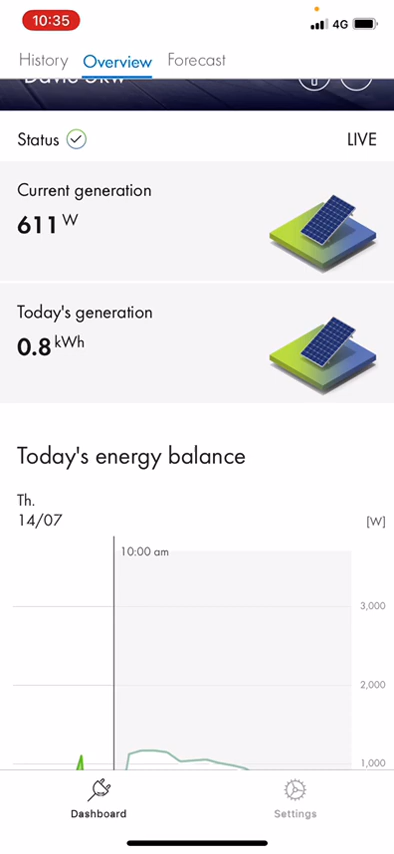 10:35
4G
History Overview Forecast
Status LIVE
Current generation
611 W
Today's generation
0.8 kWh
Today's energy balance
Th.
14/07
[W]
10:00 am
3,000
2,000
1,000
Dashboard Settings